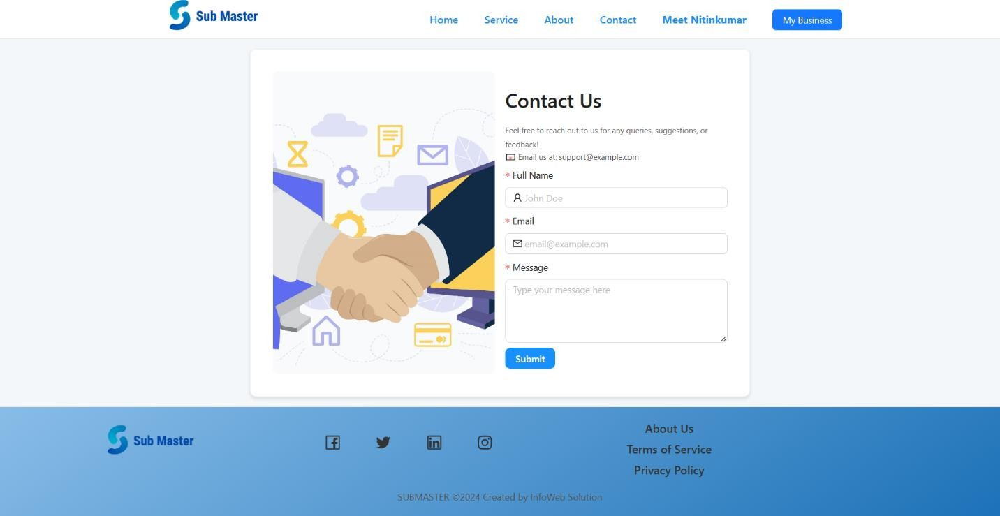 Sub Master
Home Service About Contact Meet Nitinkumar My Business
Contact Us
Feel free to reach out to us for any queries, suggestions, or
feedback!
Email us at: support@example.com
* Full Name
John Doe
* Email
email@example.com
* Message
Type your message here
Submit
Sub Master
About Us
Terms of Service
Privacy Policy
SUBMASTER ©2024 Created by InfoWeb Solution